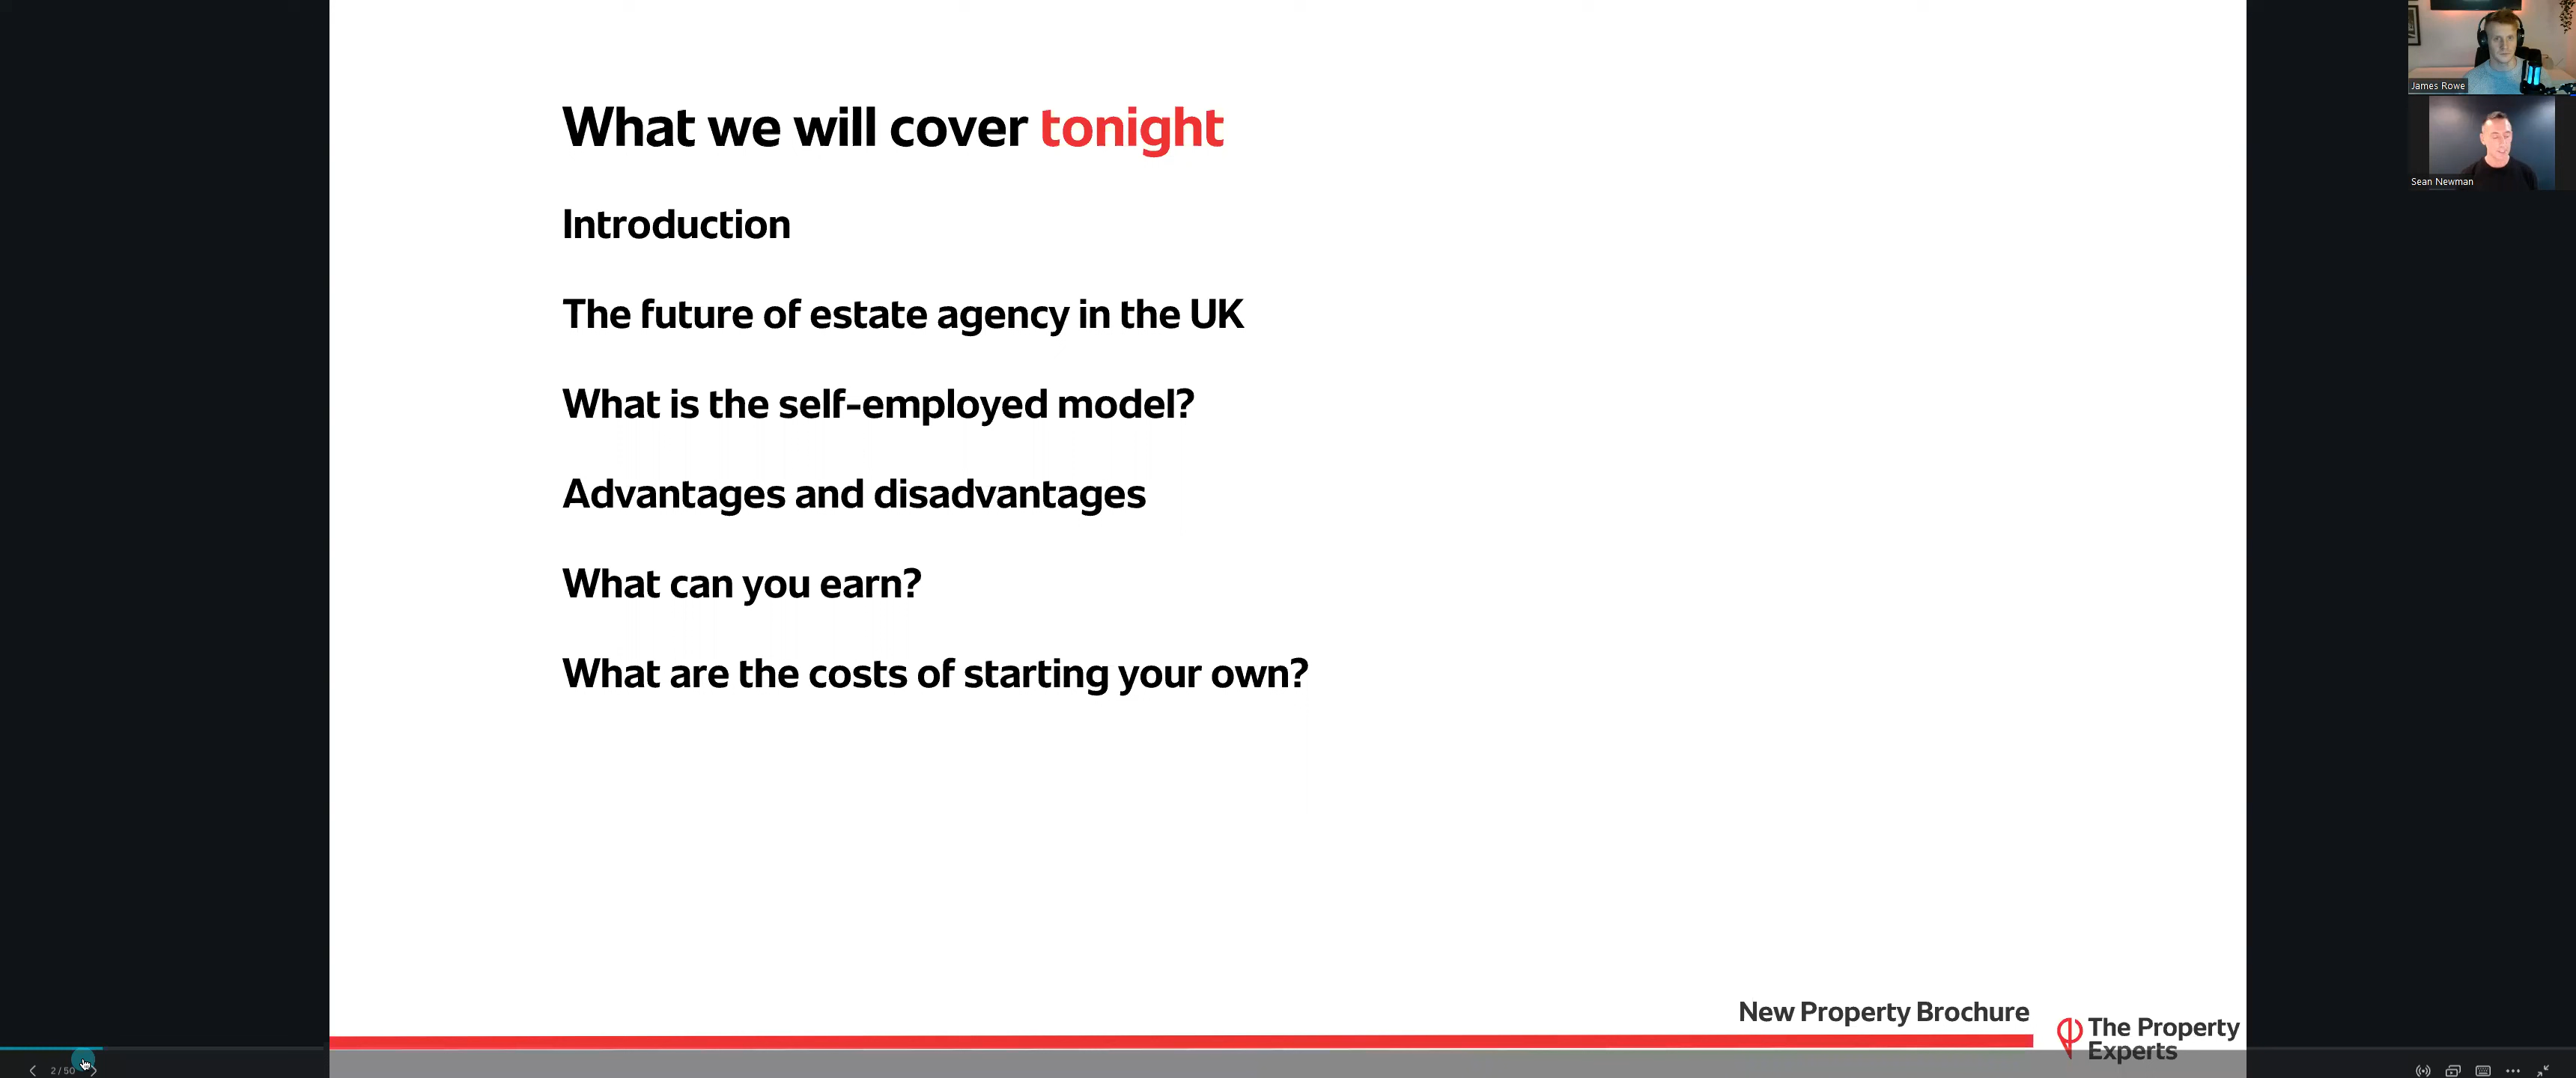 What we will cover tonight
Introduction
The future of estate agency in the UK
What is the self-employed model?
Advantages and disadvantages
What can you earn?
What are the costs of starting your own?
New Property Brochure
The Property
Experts
James Rowe
Sean Newman
2 / 50